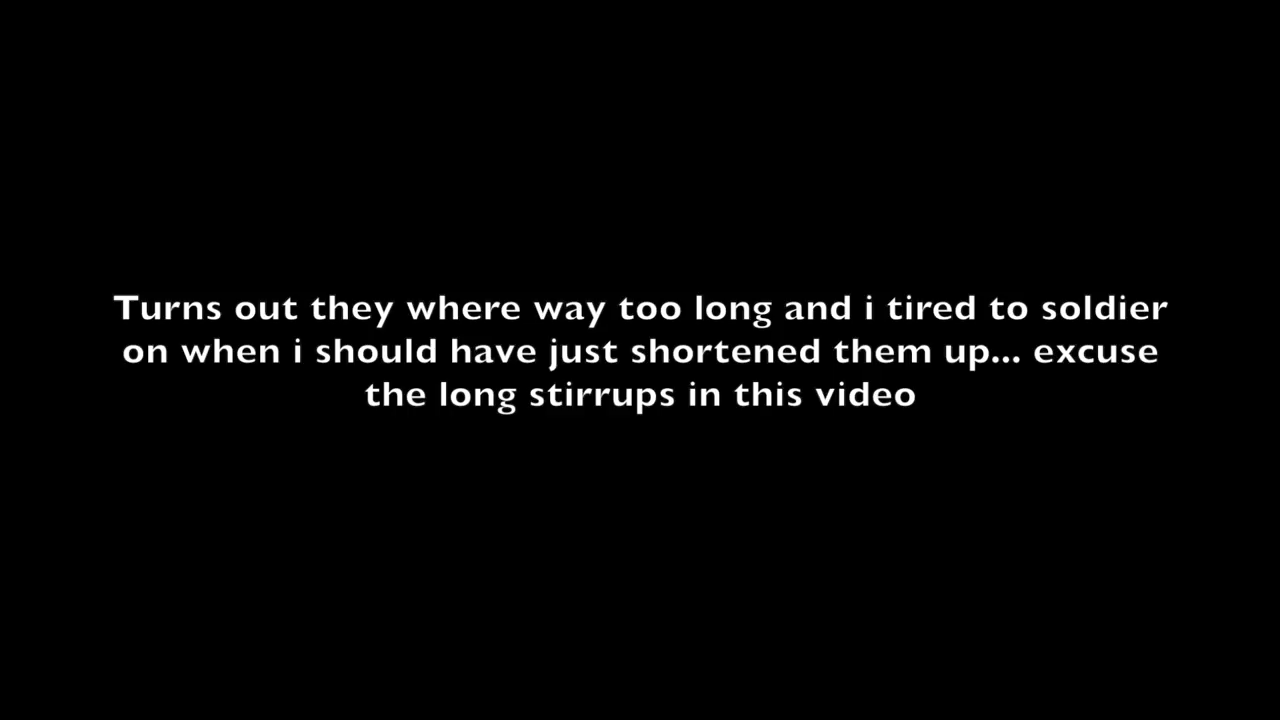 Turns out they where way too long and i tired to soldier
on when i should have just shortened them up... excuse
the long stirrups in this video